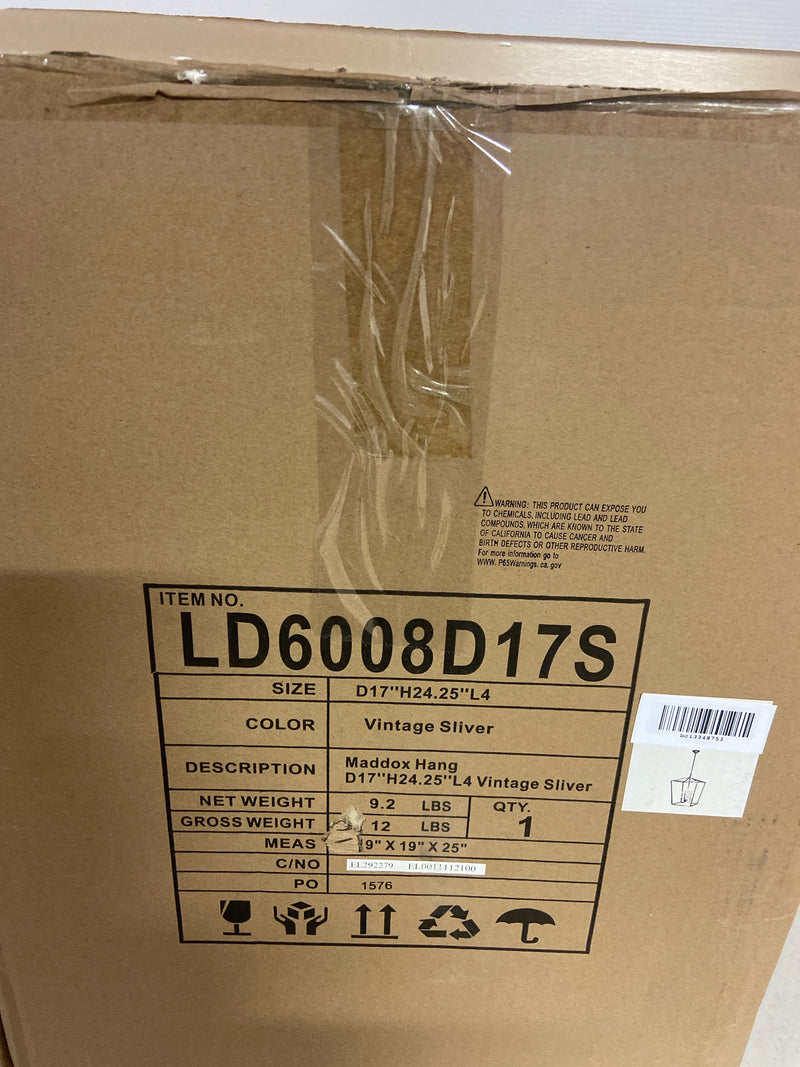 WARNING: THIS PRODUCT CAN EXPOSE YOU
TO CHEMICALS, INCLUDING LEAD AND LEAD
COMPOUNDS, WHICH ARE KNOWN TO THE STATE
OF CALIFORNIA TO CAUSE CANCER AND
BIRTH DEFECTS OR OTHER REPRODUCTIVE HARM.
For more information go to
WWW. P65Warnings. ca. gov
ITEM NO.
LD6008D17S
SIZE D17''H24.25''L4
COLOR Vintage Sliver
DESCRIPTION Maddox Hang
D17''H24.25''L4 Vintage Sliver
NET WEIGHT 9.2 LBS
GROSS WEIGHT 12 LBS
QTY.
1
MEAS 9" X 19" X 25"
C/NO EL292279 EL0011412100
PO 1576
bc13348753